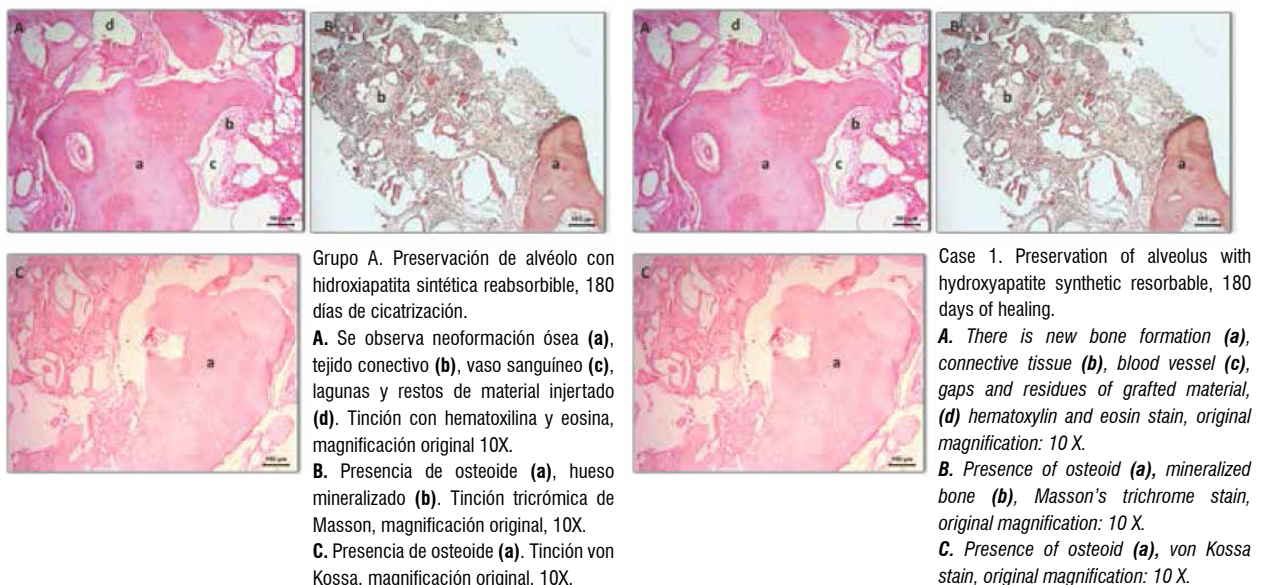 A
d
b
c
a
B
b
a
C
a
Grupo A. Preservación de alvéolo con
hidroxiapatita sintética reabsorbible, 180
días de cicatrización.
A. Se observa neoformación ósea (a),
tejido conectivo (b), vaso sanguíneo (c),
lagunas y restos de material injertado
(d). Tinción con hematoxilina y eosina,
magnificación original 10X.
B. Presencia de osteoide (a), hueso
mineralizado (b). Tinción tricrómica de
Masson, magnificación original, 10X.
C. Presencia de osteoide (a). Tinción von
Kossa, magnificación original, 10X.
A
d
b
c
a
B
b
a
C
a
Case 1. Preservation of alveolus with
hydroxyapatite synthetic resorbable, 180
days of healing.
A. There is new bone formation (a),
connective tissue (b), blood vessel (c),
gaps and residues of grafted material,
(d) hematoxylin and eosin stain, original
magnification: 10 X.
B. Presence of osteoid (a), mineralized
bone (b), Masson's trichrome stain,
original magnification: 10 X.
C. Presence of osteoid (a), von Kossa
stain, original magnification: 10 X.